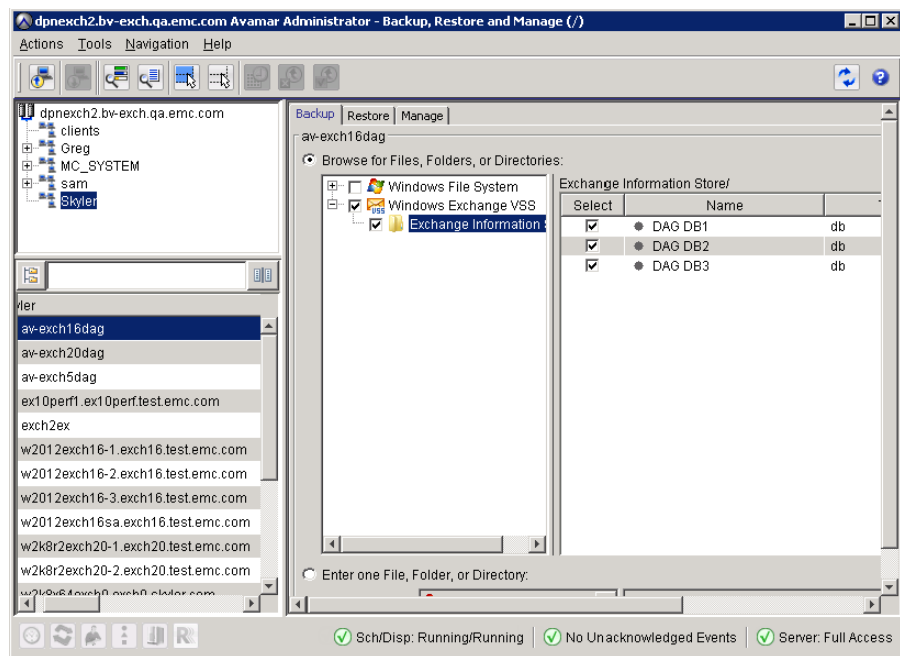 dpnexch2.bv-exch.qa.emc.com Avamar Administrator - Backup, Restore and Manage (/)
Actions Tools Navigation Help
dpnexch2.bv-exch.qa.emc.com
clients
Greg
MC_SYSTEM
sam
Skyler
yler
av-exch16dag
av-exch20dag
av-exch5dag
ex10perf1.ex10perf.test.emc.com
exch2ex
w2012exch16-1.exch16.test.emc.com
w2012exch16-2.exch16.test.emc.com
w2012exch16-3.exch16.test.emc.com
w2012exch16sa.exch16.test.emc.com
w2k8r2exch20-1.exch20.test.emc.com
w2k8r2exch20-2.exch20.test.emc.com
Backup Restore Manage
av-exch16dag
Browse for Files, Folders, or Directories:
Windows File System
VSS Windows Exchange VSS
Exchange Information
Exchange Information Store/
Select Name
DAG DB1 db
DAG DB2 db
DAG DB3 db
Enter one File, Folder, or Directory:
Sch/Disp: Running/Running No Unacknowledged Events Server: Full Access